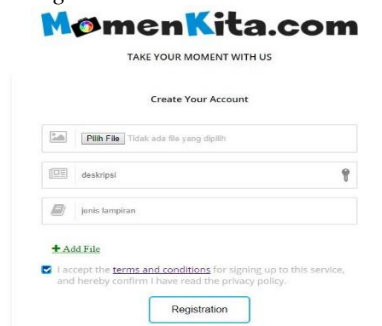 MomenKita.com
TAKE YOUR MOMENT WITH US
Create Your Account
Pilih File Tidak ada file yang dipilih
deskripsi
jenis lampiran
+ Add File
I accept the terms and conditions for signing up to this service,
and hereby confirm I have read the privacy policy.
Registration